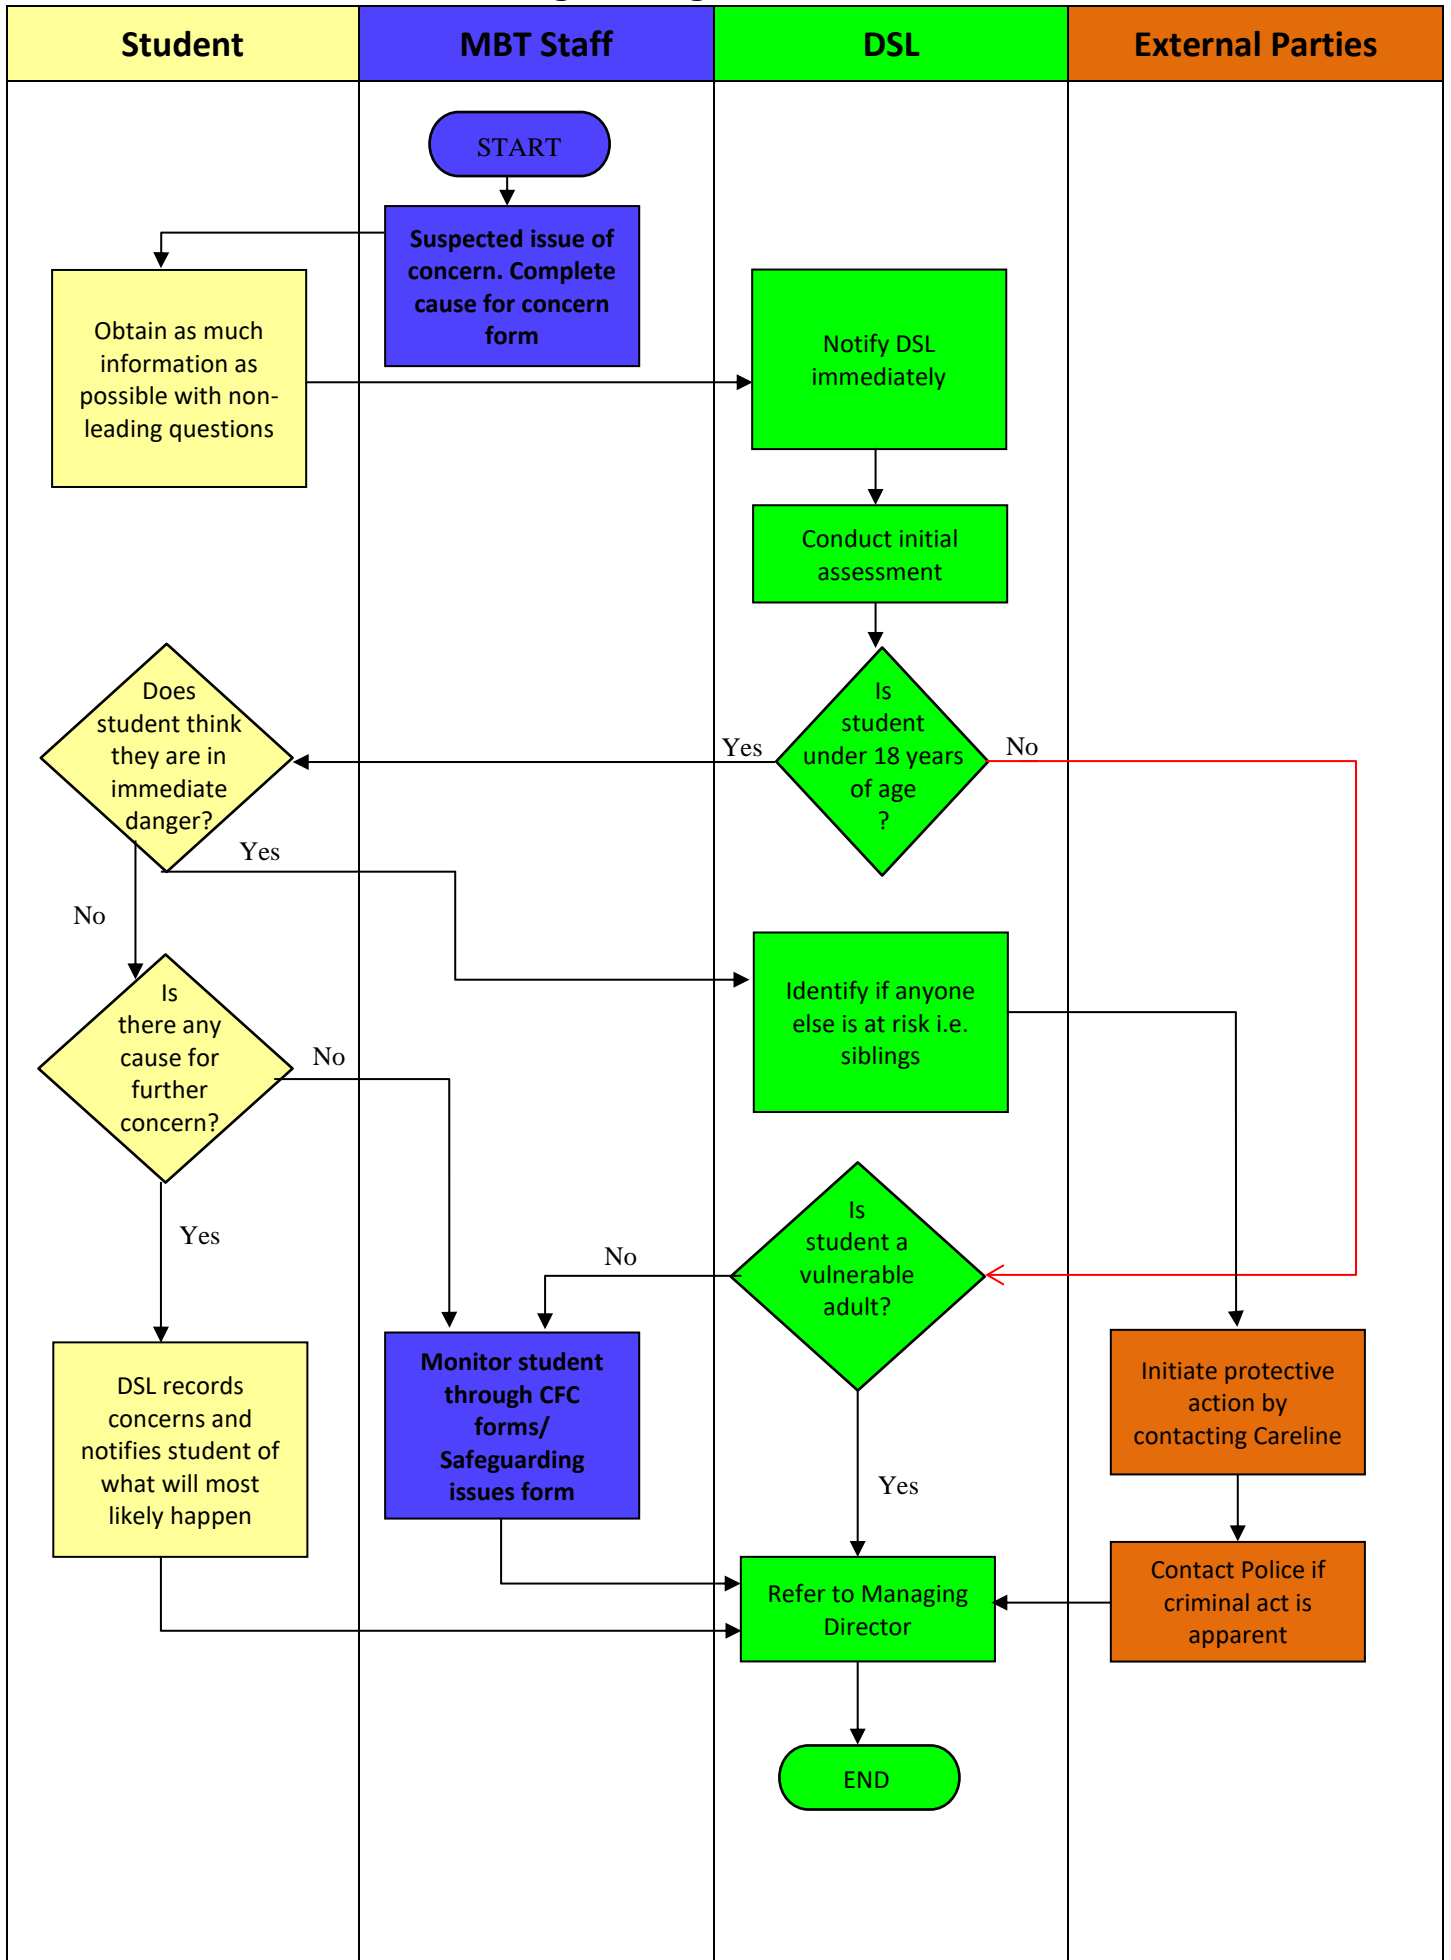 Student
MBT Staff
DSL
External Parties
START
Suspected issue of
concern. Complete
cause for concern
form
Obtain as much
information as
possible with non-
leading questions
Notify DSL
immediately
Conduct initial
assessment
Is
student
under 18 years
of age
?
Yes
No
Does
student think
they are in
immediate
danger?
Yes
No
Identify if anyone
else is at risk i.e.
siblings
Is
there any
cause for
further
concern?
No
Yes
Is
student a
vulnerable
adult?
No
Yes
DSL records
concerns and
notifies student of
what will most
likely happen
Monitor student
through CFC
forms/
Safeguarding
issues form
Initiate protective
action by
contacting Careline
Refer to Managing
Director
Contact Police if
criminal act is
apparent
END